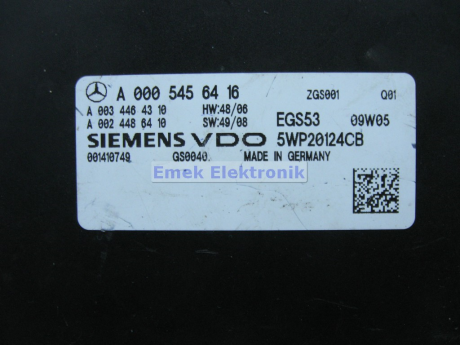 A 000 545 64 16 ZGS001 Q01
A 003 446 43 10 HW:48/06
A 002 448 64 10 SW:49/08 EGS53 09W05
SIEMENS VDO 5WP20124CB
001410749 GS0040 MADE IN GERMANY
Emek Elektronik